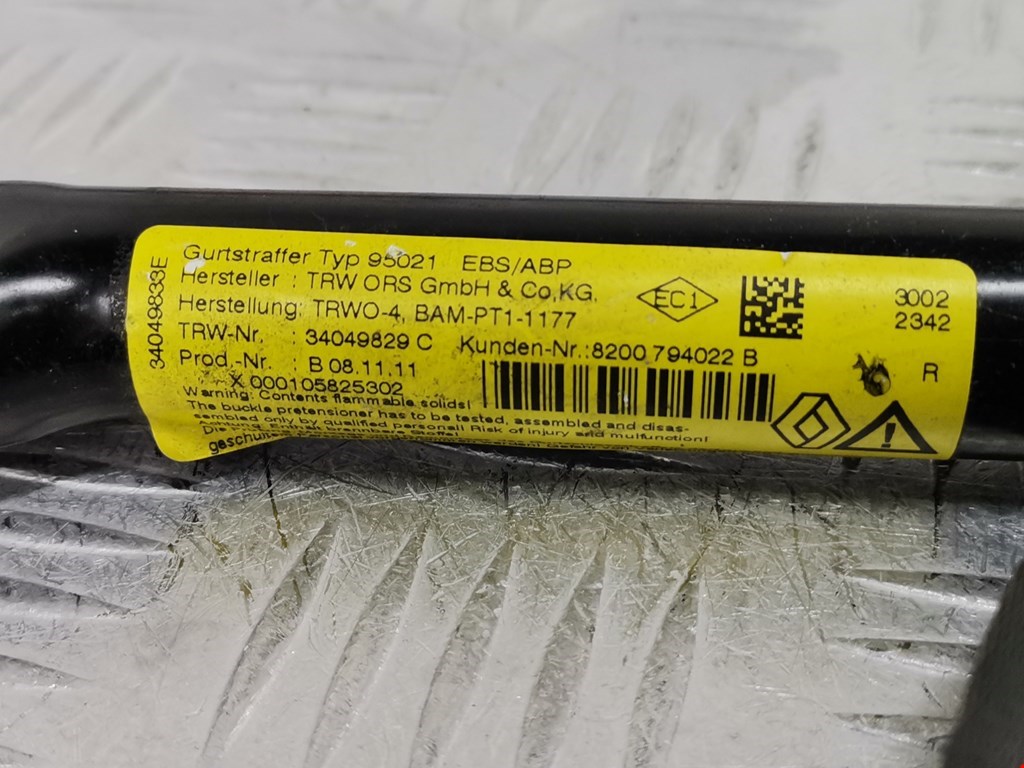 34049833E
Gurtstraffer Typ 95021 EBS/ABP
Hersteller : TRW ORS GmbH & Co.KG.
Herstellung: TRWO-4, BAM-PT1-1177
TRW-Nr. : 34049829 C Kunden-Nr.:8200 794022 B
Prod.-Nr. : B 08.11.11
X 000105825302
EC1
3002
2342
R
Warning: Contents flammable solids!
The buckle pretensioner has to be tested, assembled and disas-
sembled only by qualified personal! Risk of injury and mulfunction!
Achtung:
Die